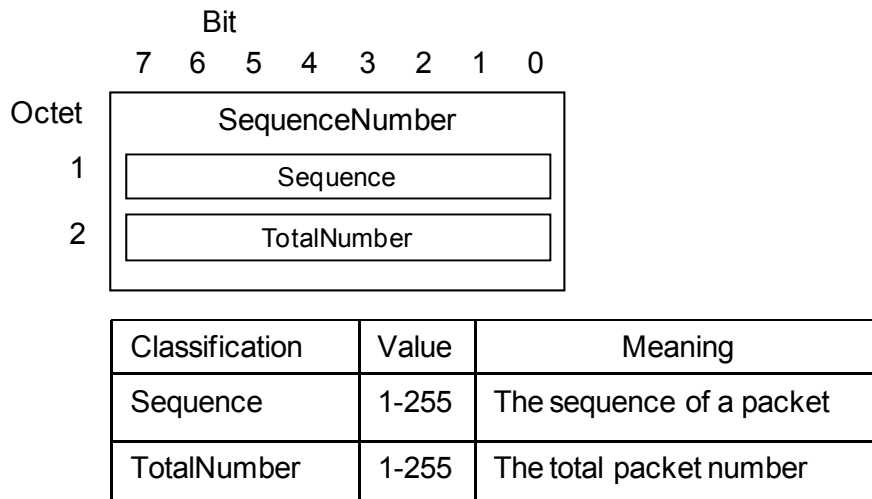 Bit
7 6 5 4 3 2 1 0
Octet
SequenceNumber
1
Sequence
2
TotalNumber
Classification Value Meaning
Sequence 1-255 The sequence of a packet
TotalNumber 1-255 The total packet number